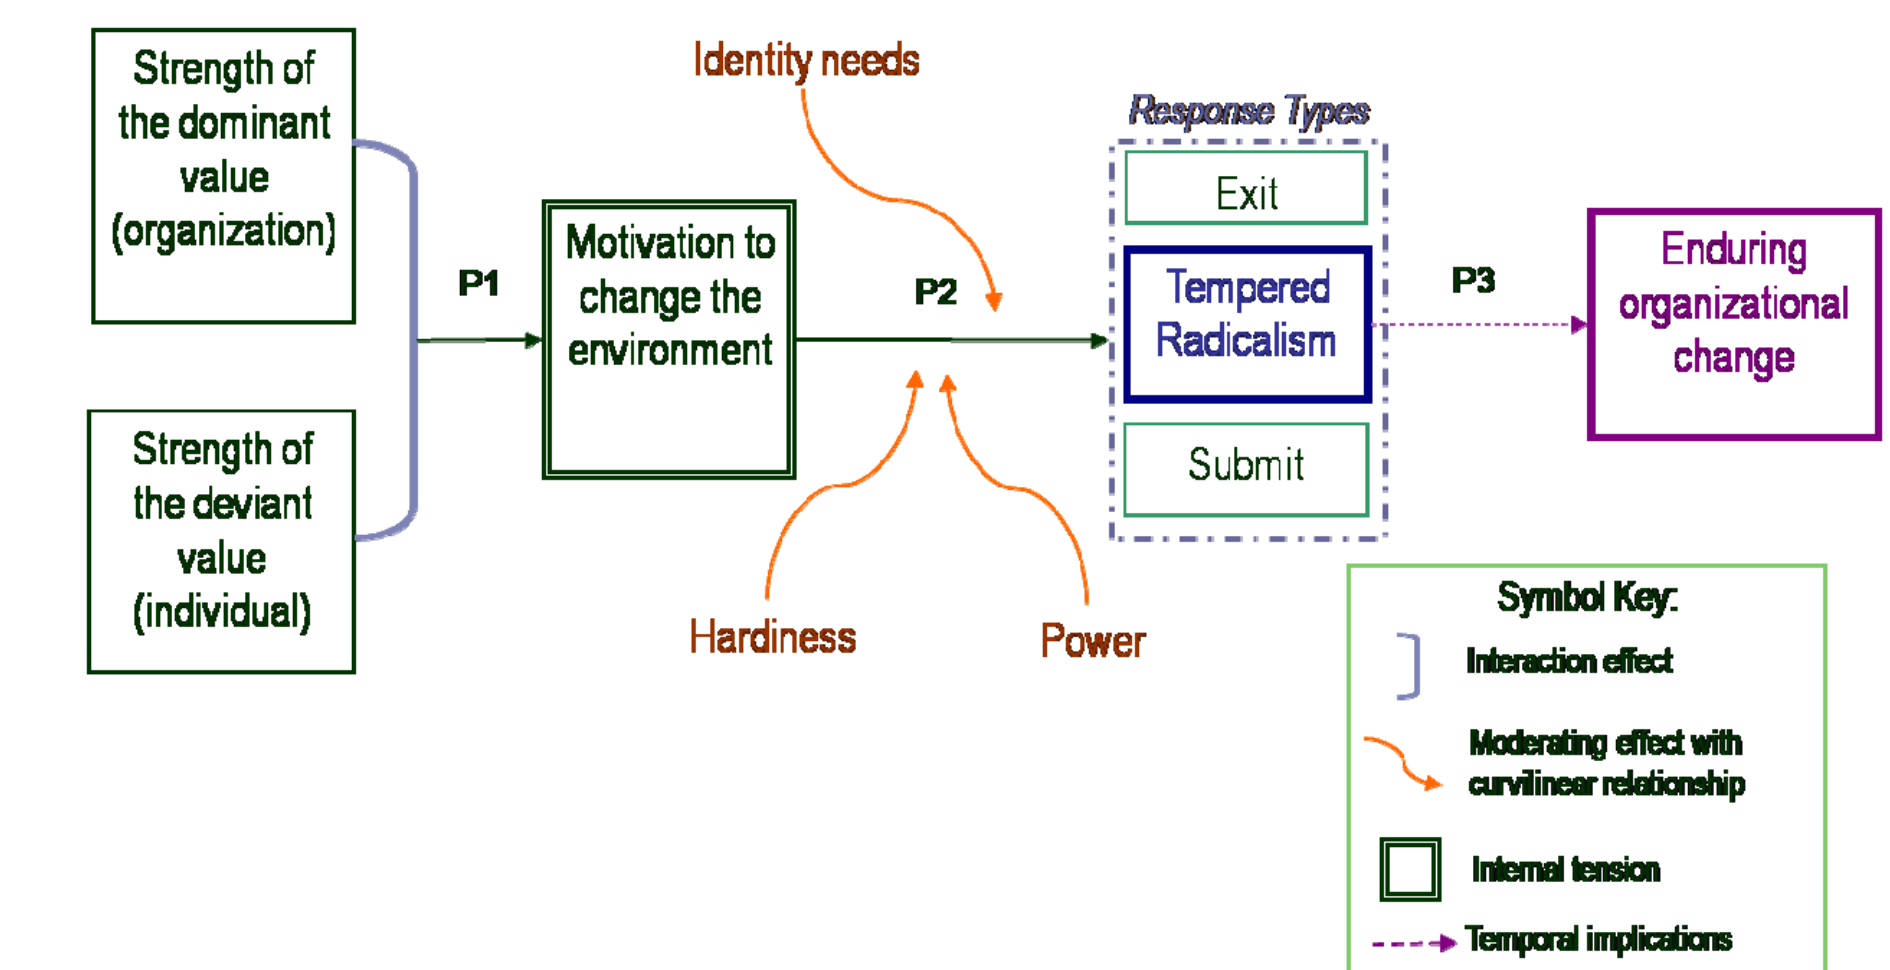 Strength of
the dominant
value
(organization)
Strength of
the deviant
value
(individual)
P1
Motivation to
change the
environment
Identity needs
P2
Hardiness
Power
Response Types
Exit
Tempered
Radicalism
Submit
P3
Enduring
organizational
change
Symbol Key:
Interaction effect
Moderating effect with
curvilinear relationship
Internal tension
Temporal implications